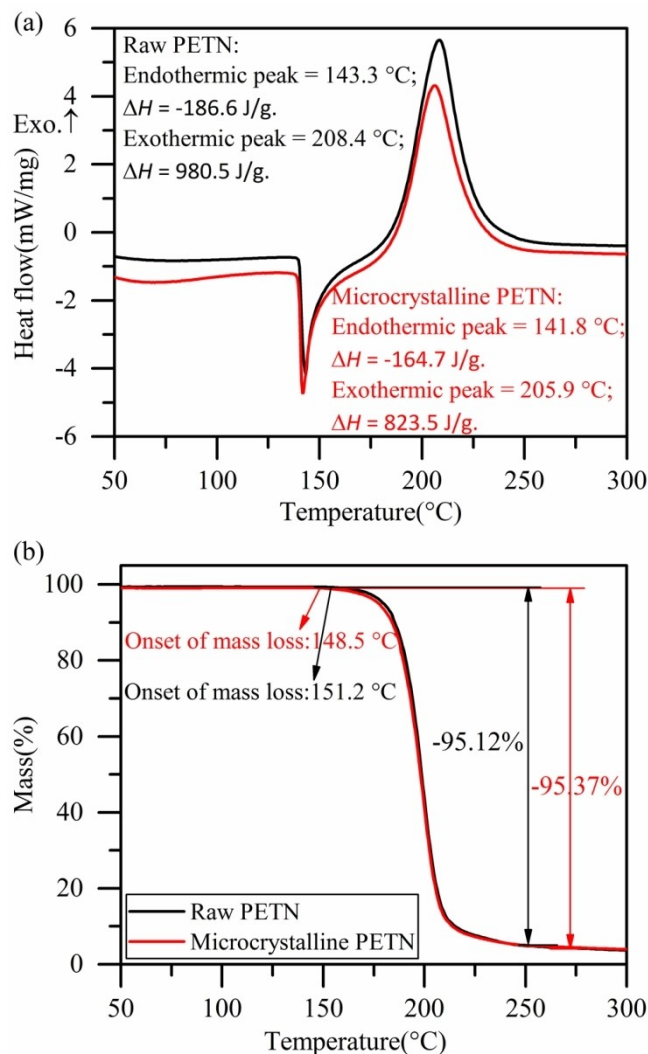 (a)
6
4
2
0
-2
-4
-6
Exo.↑
Heat flow(mW/mg)
Raw PETN:
Endothermic peak = 143.3 °C;
ΔH = -186.6 J/g.
Exothermic peak = 208.4 °C;
ΔH = 980.5 J/g.
Microcrystalline PETN:
Endothermic peak = 141.8 °C;
ΔH = -164.7 J/g.
Exothermic peak = 205.9 °C;
ΔH = 823.5 J/g.
50 100 150 200 250 300
Temperature(°C)
(b)
100
80
60
40
20
0
Mass(%)
Onset of mass loss:148.5 °C
Onset of mass loss:151.2 °C
-95.12%
-95.37%
Raw PETN
Microcrystalline PETN
50 100 150 200 250 300
Temperature(°C)